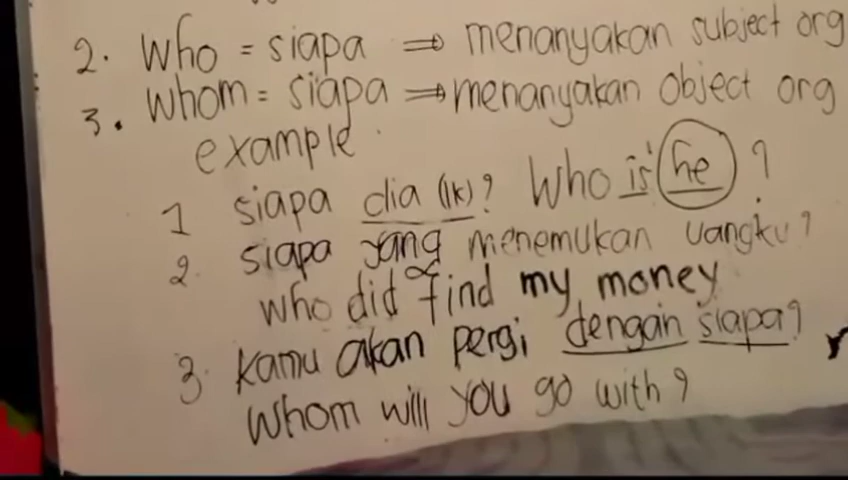 2. Who = siapa ⇒ menanyakan subject org
3. Whom = siapa ⇒ menanyakan object org
example
1 siapa dia (lk)? Who is he?
2. siapa yang menemukan uangku?
who did find my money
3. Kamu akan pergi dengan siapa?
Whom will you go with?